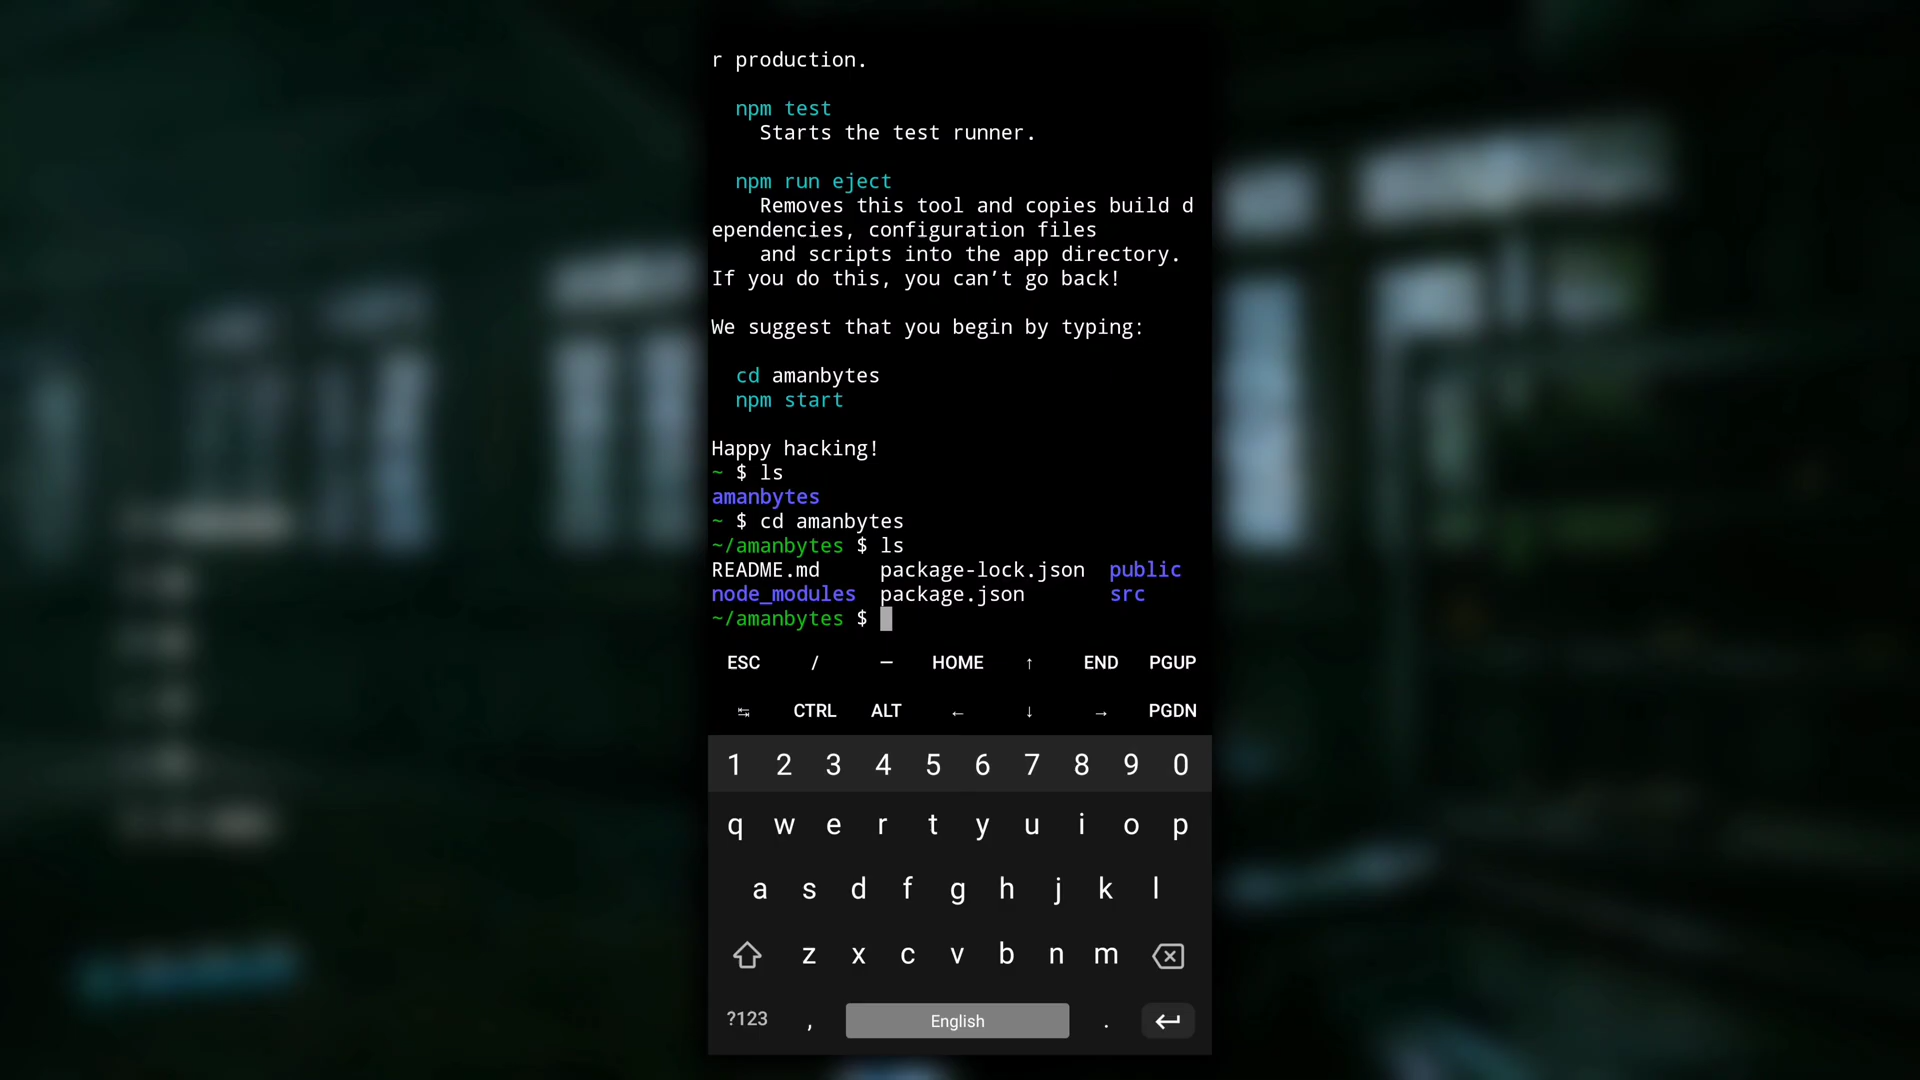 r production.
npm test
Starts the test runner.
npm run eject
Removes this tool and copies build d
ependencies, configuration files
and scripts into the app directory.
If you do this, you can’t go back!
We suggest that you begin by typing:
cd amanbytes
npm start
Happy hacking!
~ $ ls
amanbytes
~ $ cd amanbytes
~/amanbytes $ ls
README.md package-lock.json public
node_modules package.json src
~/amanbytes $
ESC / — HOME ↑ END PGUP
↹ CTRL ALT ← ↓ → PGDN
1 2 3 4 5 6 7 8 9 0
q w e r t y u i o p
a s d f g h j k l
z x c v b n m
?123 , English .